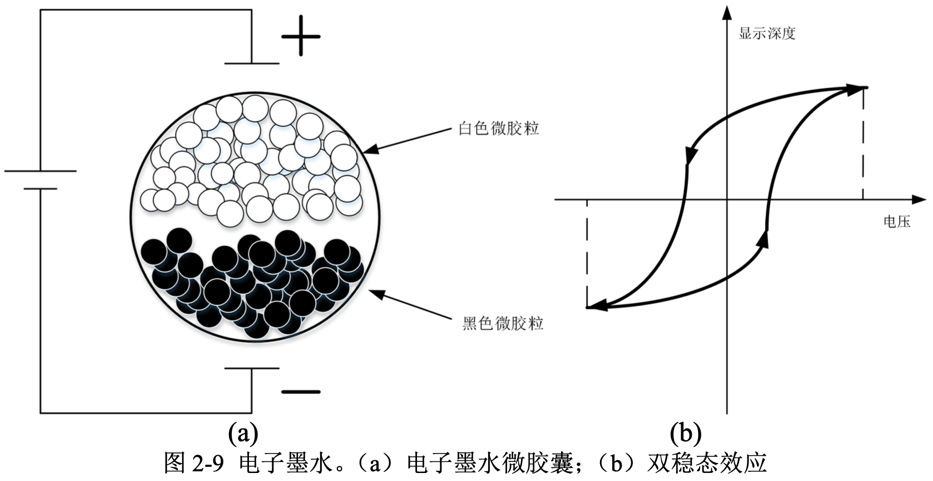 +
白色微胶粒
黑色微胶粒
−
(a)
显示深度
电压
(b)
图 2-9 电子墨水。(a）电子墨水微胶囊；(b）双稳态效应